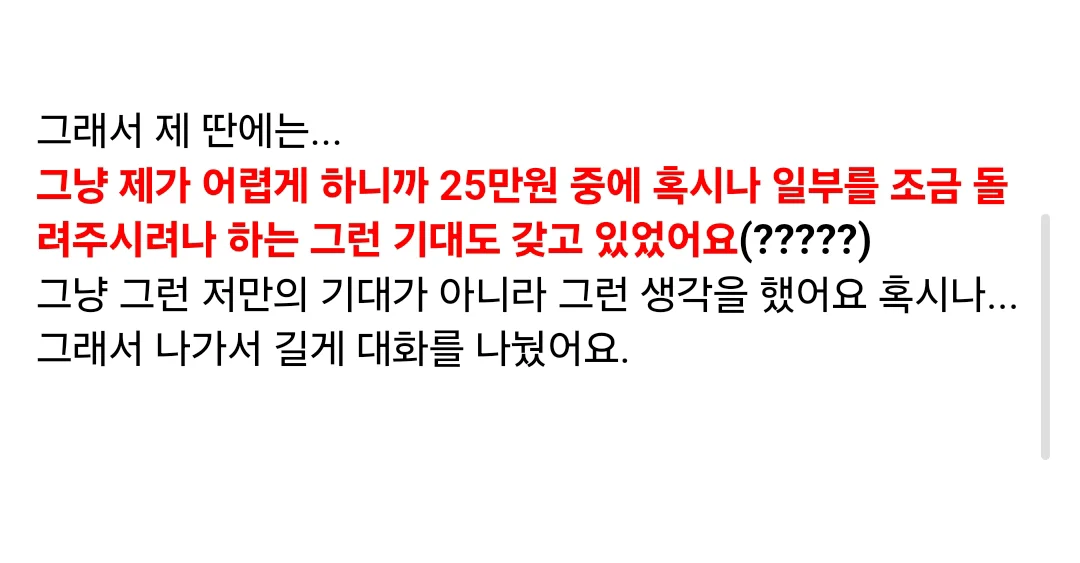 그래서 제 딴에는...
그냥 제가 어렵게 하니까 25만원 중에 혹시나 일부를 조금 돌
려주시려나 하는 그런 기대도 갖고 있었어요(?????)
그냥 그런 저만의 기대가 아니라 그런 생각을 했어요 혹시나...
그래서 나가서 길게 대화를 나눴어요.